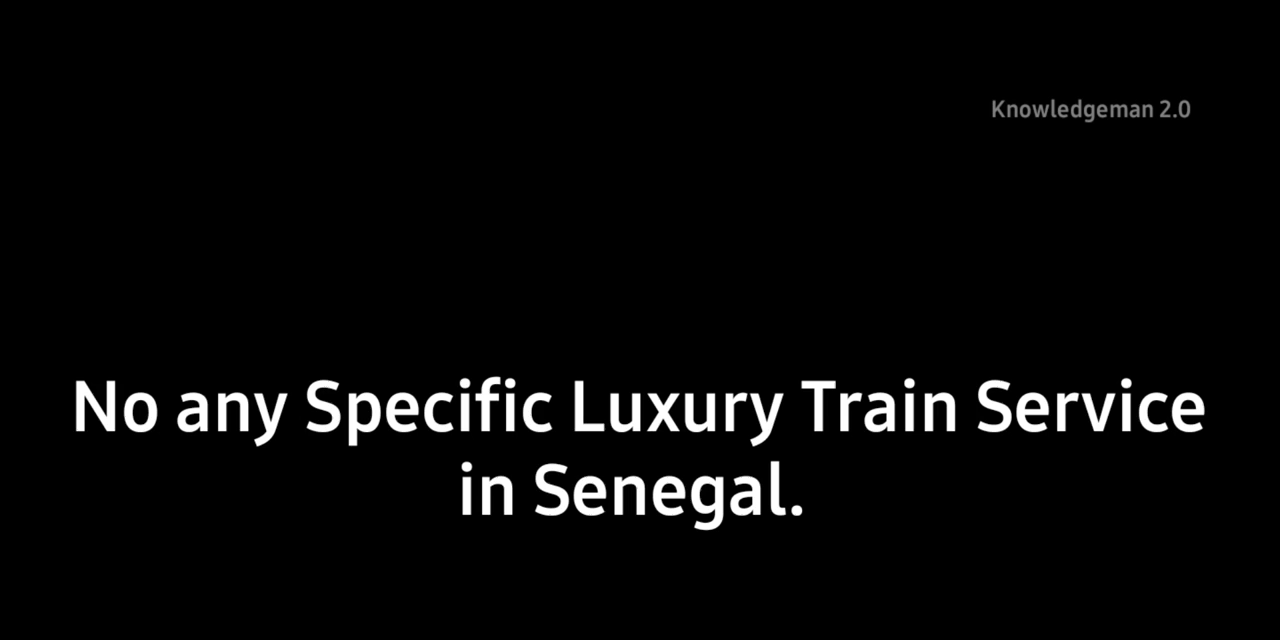 Knowledgeman 2.0
No any Specific Luxury Train Service
in Senegal.